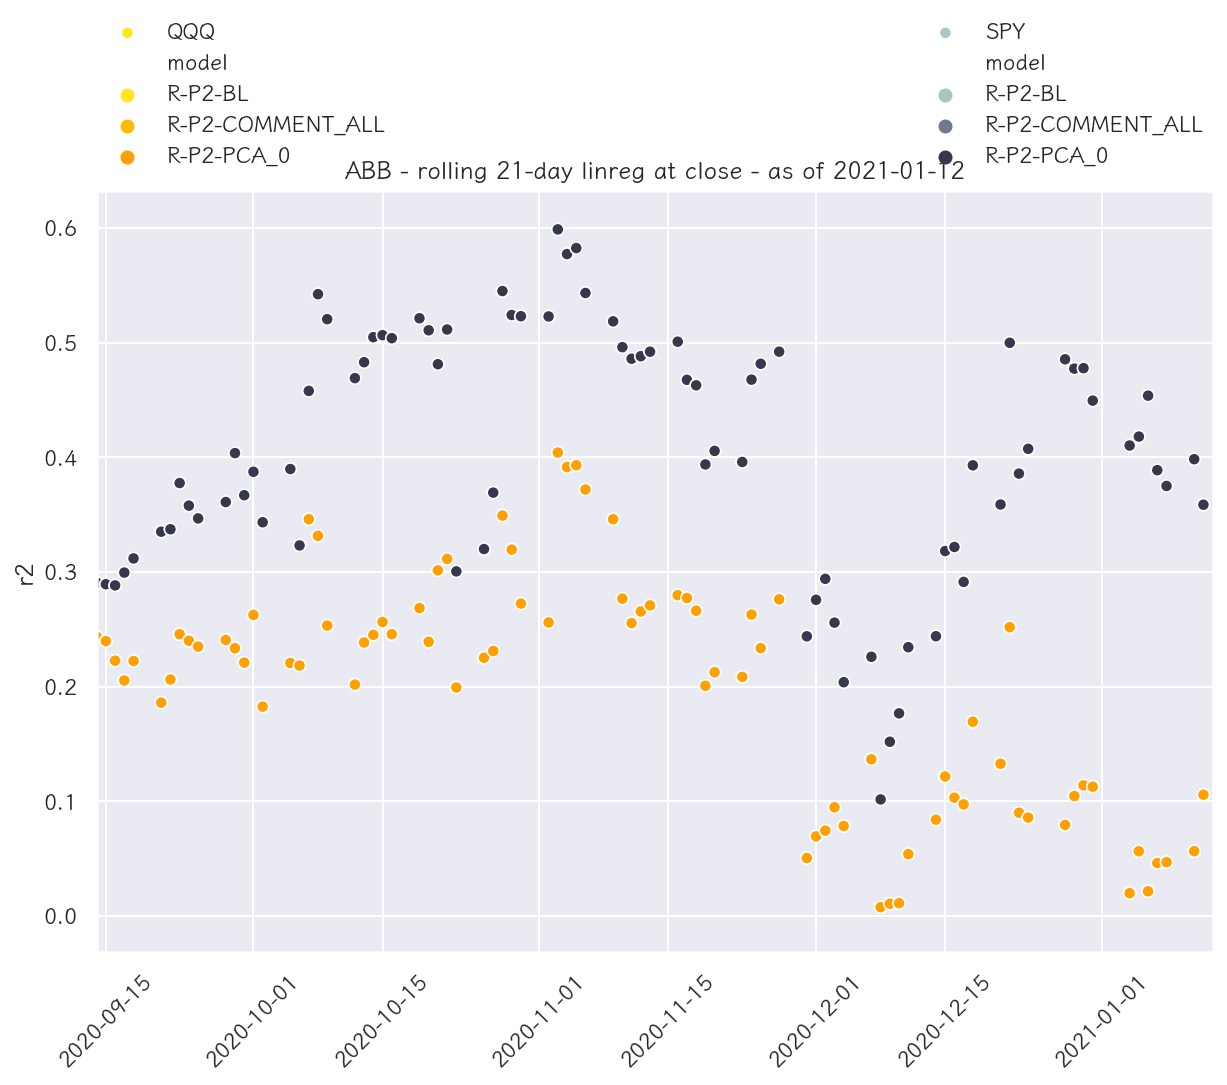 QQQ
model
R-P2-BL
R-P2-COMMENT_ALL
R-P2-PCA_0
SPY
model
R-P2-BL
R-P2-COMMENT_ALL
R-P2-PCA_0
ABB - rolling 21-day linreg at close - as of 2021-01-12
0.6
0.5
0.4
0.3
0.2
0.1
0.0
r2
2020-09-15
2020-10-01
2020-10-15
2020-11-01
2020-11-15
2020-12-01
2020-12-15
2021-01-01